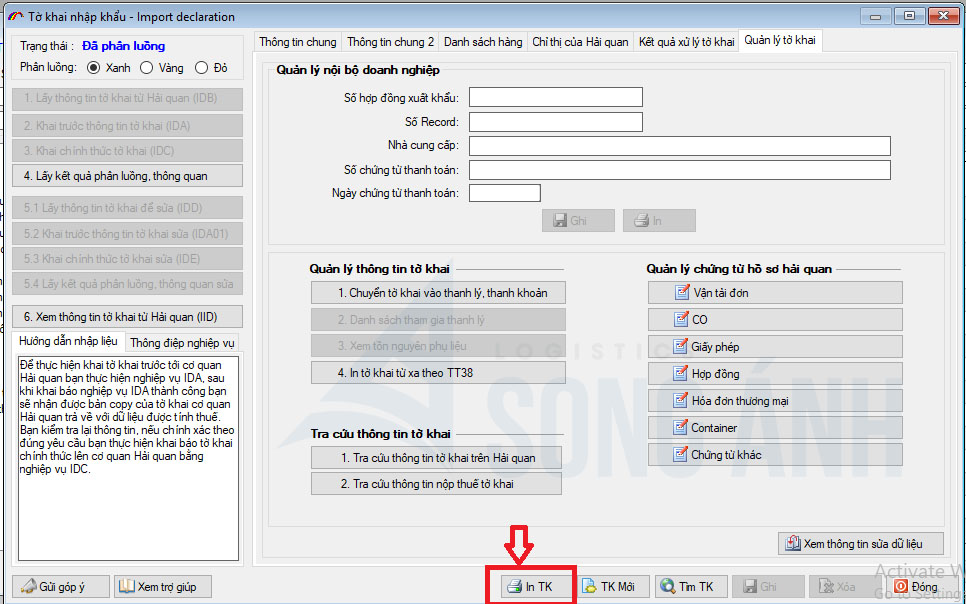 Tờ khai nhập khẩu - Import declaration
Trạng thái : Đã phân luồng
Phân luồng: Xanh Vàng Đỏ
1. Lấy thông tin tờ khai từ Hải quan (IDB)
2. Khai trước thông tin tờ khai (IDA)
3. Khai chính thức tờ khai (IDC)
4. Lấy kết quả phân luồng, thông quan
5.1 Lấy thông tin tờ khai để sửa (IDD)
5.2 Khai trước thông tin tờ khai sửa (IDA01)
5.3 Khai chính thức tờ khai sửa (IDE)
5.4 Lấy kết quả phân luồng, thông quan sửa
6. Xem thông tin tờ khai từ Hải quan (IID)
Hướng dẫn nhập liệu Thông điệp nghiệp vụ
Để thực hiện khai tờ khai trước tới cơ quan
Hải quan bạn thực hiện nghiệp vụ IDA, sau
khi khai báo nghiệp vụ IDA thành công bạn
sẽ nhận được bản copy của tờ khai cơ quan
Hải quan trả về với dữ liệu được tính thuế.
Bạn kiểm tra lại thông tin, nếu chính xác theo
đúng yêu cầu bạn thực hiện khai báo tờ khai
chính thức lên cơ quan Hải quan bằng
nghiệp vụ IDC.
Thông tin chung Thông tin chung 2 Danh sách hàng Chỉ thị của Hải quan Kết quả xử lý tờ khai Quản lý tờ khai
Quản lý nội bộ doanh nghiệp
Số hợp đồng xuất khẩu:
Số Record:
Nhà cung cấp:
Số chứng từ thanh toán:
Ngày chứng từ thanh toán:
Ghi In
Quản lý thông tin tờ khai
1. Chuyển tờ khai vào thanh lý, thanh khoản
2. Danh sách tham gia thanh lý
3. Xem tồn nguyên phụ liệu
4. In tờ khai từ xa theo TT38
Tra cứu thông tin tờ khai
1. Tra cứu thông tin tờ khai trên Hải quan
2. Tra cứu thông tin nộp thuế tờ khai
Quản lý chứng từ hồ sơ hải quan
Vận tải đơn
CO
Giấy phép
Hợp đồng
Hóa đơn thương mại
Container
Chứng từ khác
LOGISTICS
SONG ÁNH
Xem thông tin sửa dữ liệu
Activate W
Go to Setting
Gửi góp ý Xem trợ giúp In TK TK Mới Tìm TK Ghi Xóa Đóng